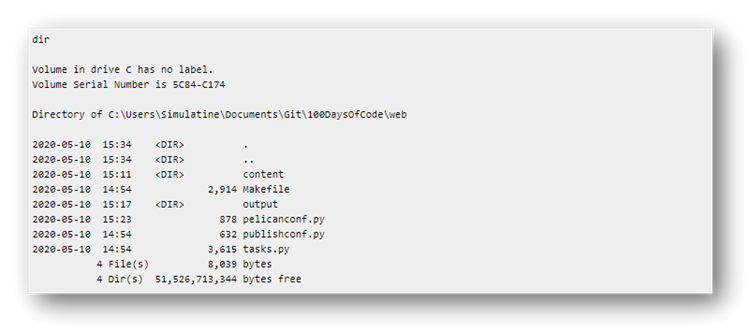 dir
Volume in drive C has no label.
Volume Serial Number is 5C84-C174
Directory of C:\Users\Simulatine\Documents\Git\100DaysOfCode\web
2020-05-10  15:34    <DIR>          .
2020-05-10  15:34    <DIR>          ..
2020-05-10  15:11    <DIR>          content
2020-05-10  14:54             2,914 Makefile
2020-05-10  15:17    <DIR>          output
2020-05-10  15:23               878 pelicanconf.py
2020-05-10  14:54               632 publishconf.py
2020-05-10  14:54             3,615 tasks.py
4 File(s)          8,039 bytes
4 Dir(s)  51,526,713,344 bytes free